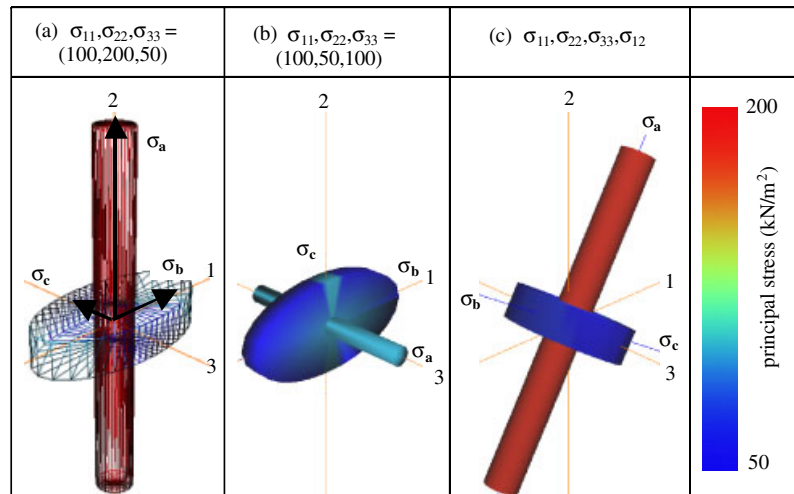 (a) σ11,σ22,σ33 =
(100,200,50)
(b) σ11,σ22,σ33 =
(100,50,100)
(c) σ11,σ22,σ33,σ12
2
σa
σc
σb
1
3
2
σc
σb
1
σa
3
2
σa
1
σb
σc
3
200
principal stress (kN/m²)
50